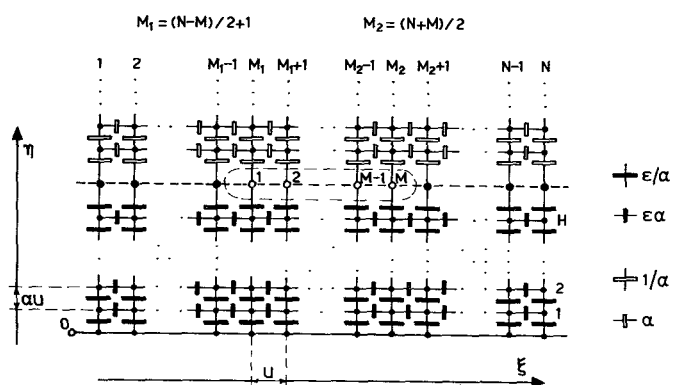 M₁ = (N–M)/2+1 M₂ = (N+M)/2
1 2 M₁–1 M₁ M₁+1 M₂–1 M₂ M₂+1 N–1 N
η
1 2 M–1 M
ε/α
H
εα
1/α
αu
2
α
1
0
u
ξ